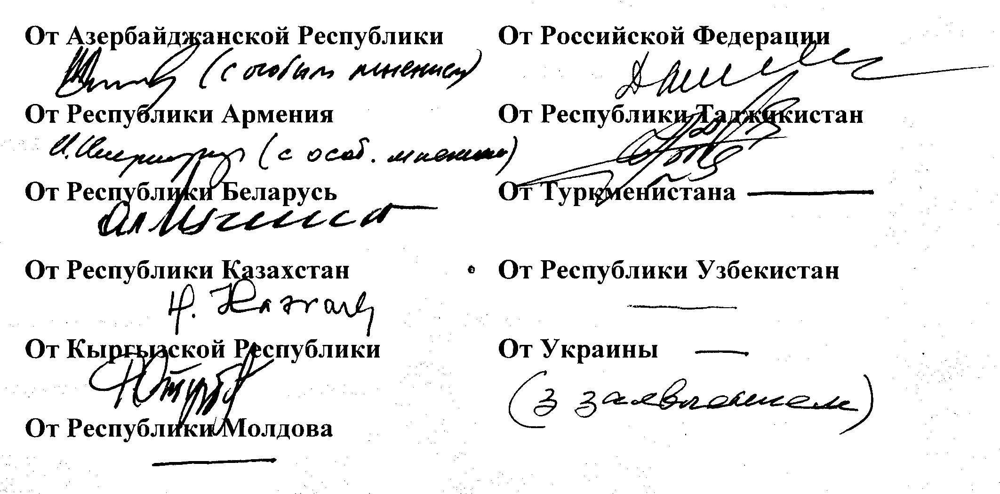 От Азербайджанской Республики
(с особым мнением)
От Республики Армения
(с особ. мнением)
От Республики Беларусь
От Республики Казахстан
От Кыргызской Республики
От Республики Молдова
От Российской Федерации
От Республики Таджикистан
От Туркменистана
От Республики Узбекистан
От Украины
(з